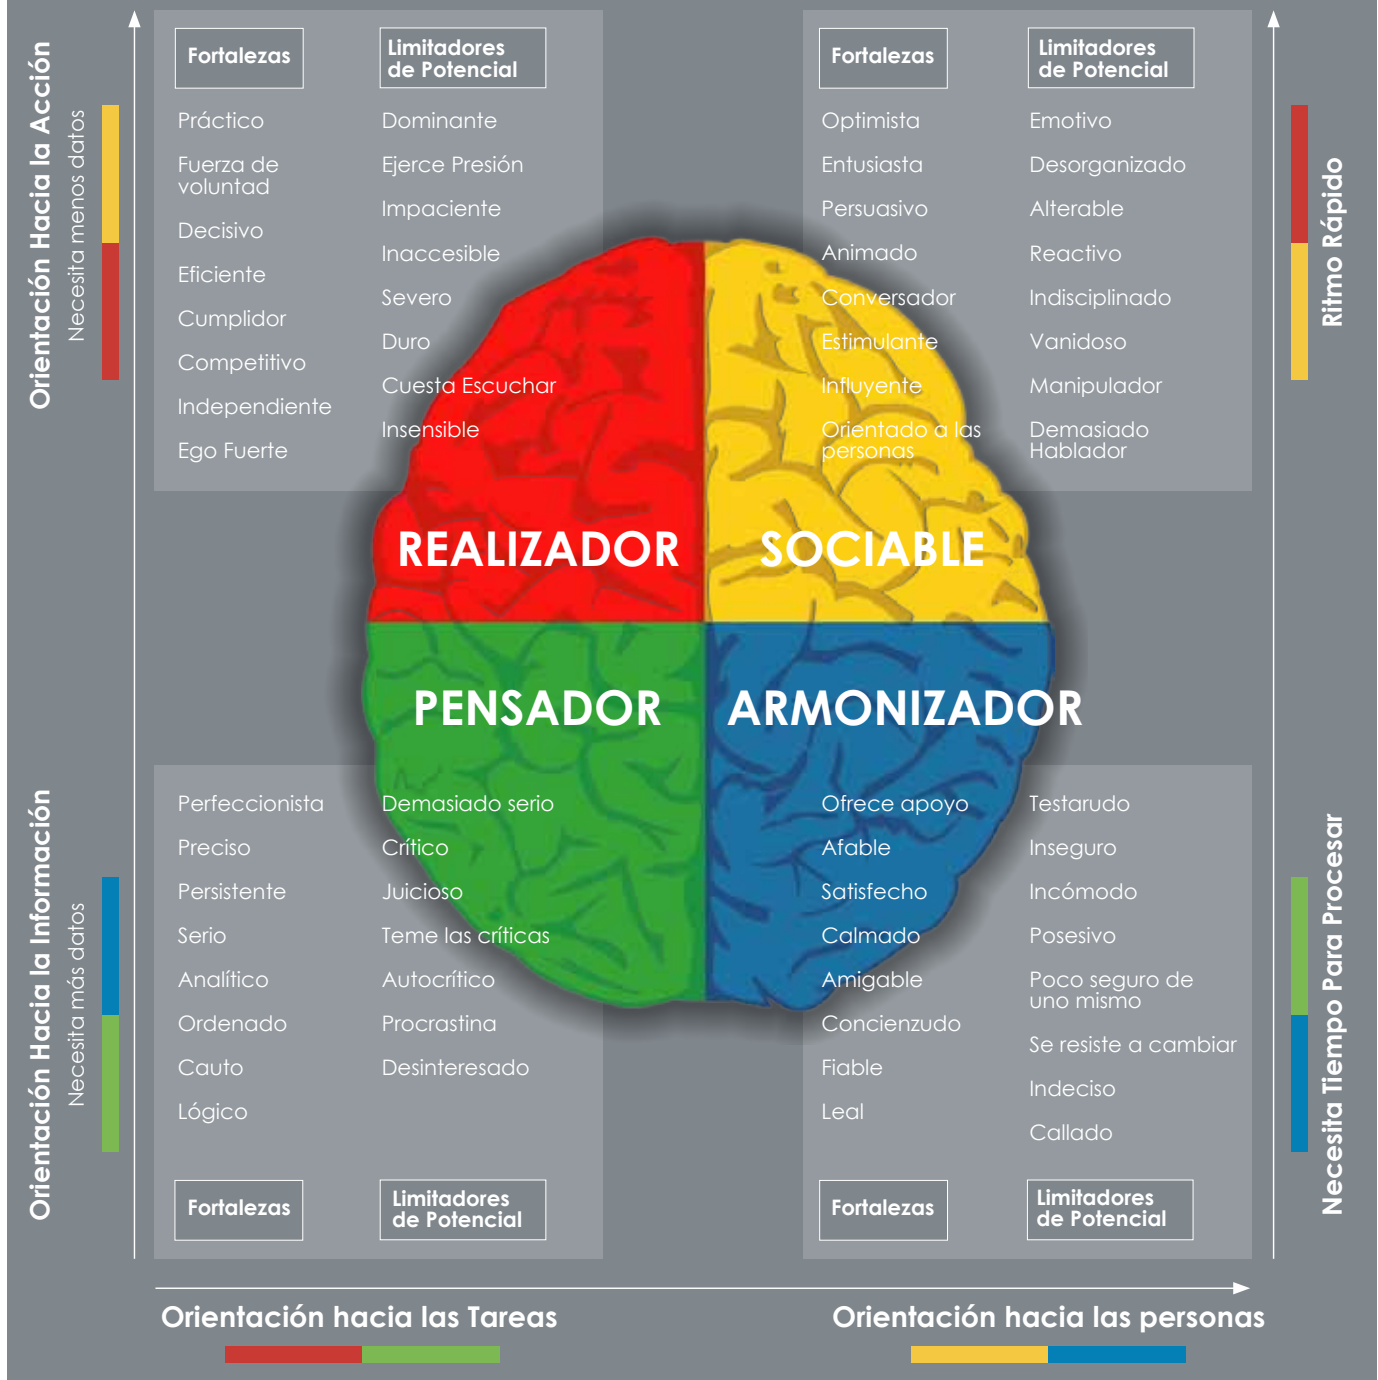 Orientación Hacia la Acción
Necesita menos datos
Fortalezas
Limitadores
de Potencial
Práctico
Fuerza de
voluntad
Decisivo
Eficiente
Cumplidor
Competitivo
Independiente
Ego Fuerte
Dominante
Ejerce Presión
Impaciente
Inaccesible
Severo
Duro
Cuesta Escuchar
Insensible
Fortalezas
Limitadores
de Potencial
Optimista
Entusiasta
Persuasivo
Animado
Conversador
Estimulante
Influyente
Orientado a las
personas
Emotivo
Desorganizado
Alterable
Reactivo
Indisciplinado
Vanidoso
Manipulador
Demasiado
Hablador
Ritmo Rápido
REALIZADOR
SOCIABLE
PENSADOR
ARMONIZADOR
Orientación Hacia la Información
Necesita más datos
Perfeccionista
Preciso
Persistente
Serio
Analítico
Ordenado
Cauto
Lógico
Fortalezas
Demasiado serio
Crítico
Juicioso
Teme las críticas
Autocrítico
Procrastina
Desinteresado
Limitadores
de Potencial
Ofrece apoyo
Afable
Satisfecho
Calmado
Amigable
Concienzudo
Fiable
Leal
Fortalezas
Testarudo
Inseguro
Incómodo
Posesivo
Poco seguro de
uno mismo
Se resiste a cambiar
Indeciso
Callado
Limitadores
de Potencial
Necesita Tiempo Para Procesar
Orientación hacia las Tareas
Orientación hacia las personas